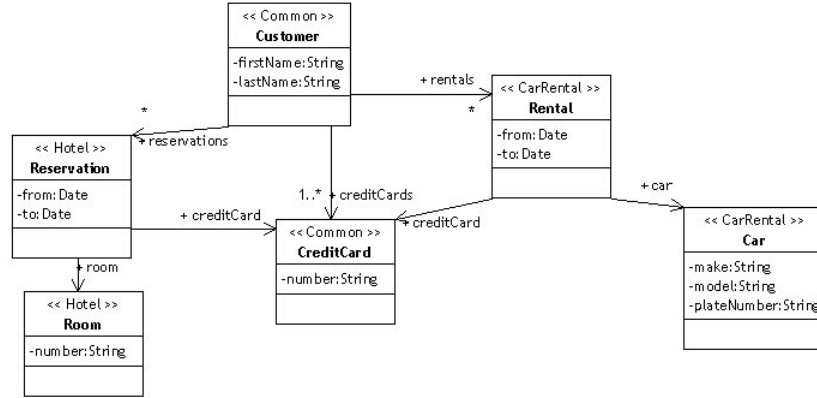 << Common >>
Customer
-firstName:String
-lastName:String
+ rentals
*
<< CarRental >>
Rental
-from:Date
-to:Date
*
+ reservations
<< Hotel >>
Reservation
-from:Date
-to:Date
+ creditCard
1..*
+ creditCards
+ creditCard
+ car
<< Common >>
CreditCard
-number:String
<< CarRental >>
Car
-make:String
-model:String
-plateNumber:String
+ room
<< Hotel >>
Room
-number:String